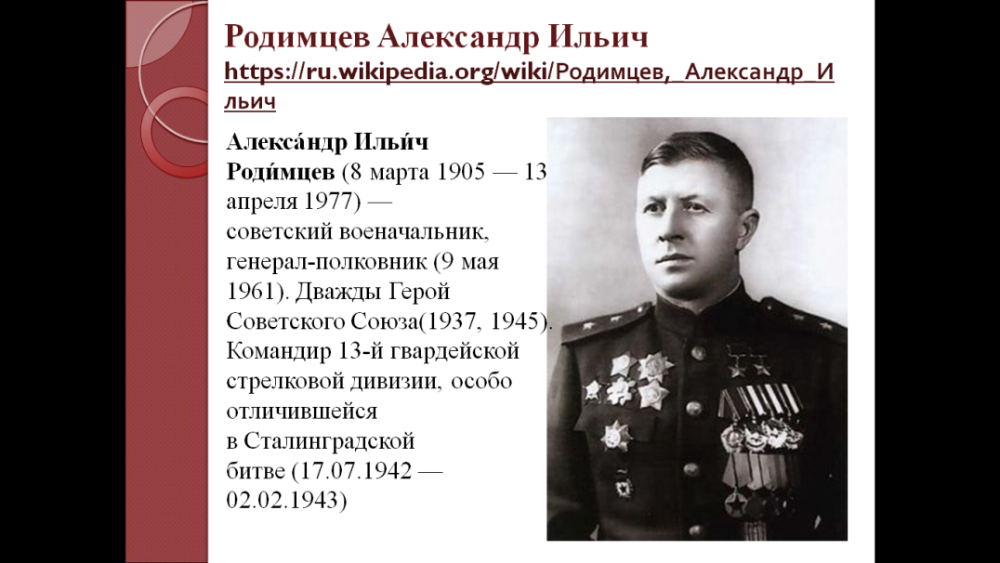 Родимцев Александр Ильич
https://ru.wikipedia.org/wiki/Родимцев,_Александр_И
льич
Алекса́ндр Ильи́ч
Роди́мцев (8 марта 1905 — 13
апреля 1977) —
советский военачальник,
генерал-полковник (9 мая
1961). Дважды Герой
Советского Союза(1937, 1945).
Командир 13-й гвардейской
стрелковой дивизии, особо
отличившейся
в Сталинградской
битве (17.07.1942 —
02.02.1943)